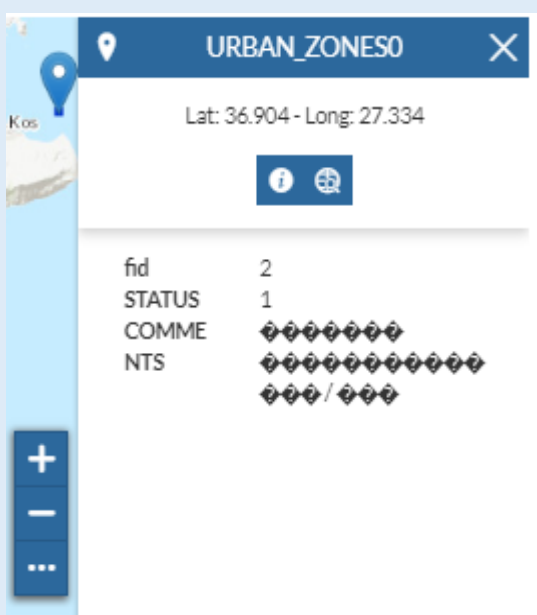 URBAN_ZONES0
Kos
Lat: 36.904 - Long: 27.334
fid 2
STATUS 1
COMME �������
NTS �����������
���/���